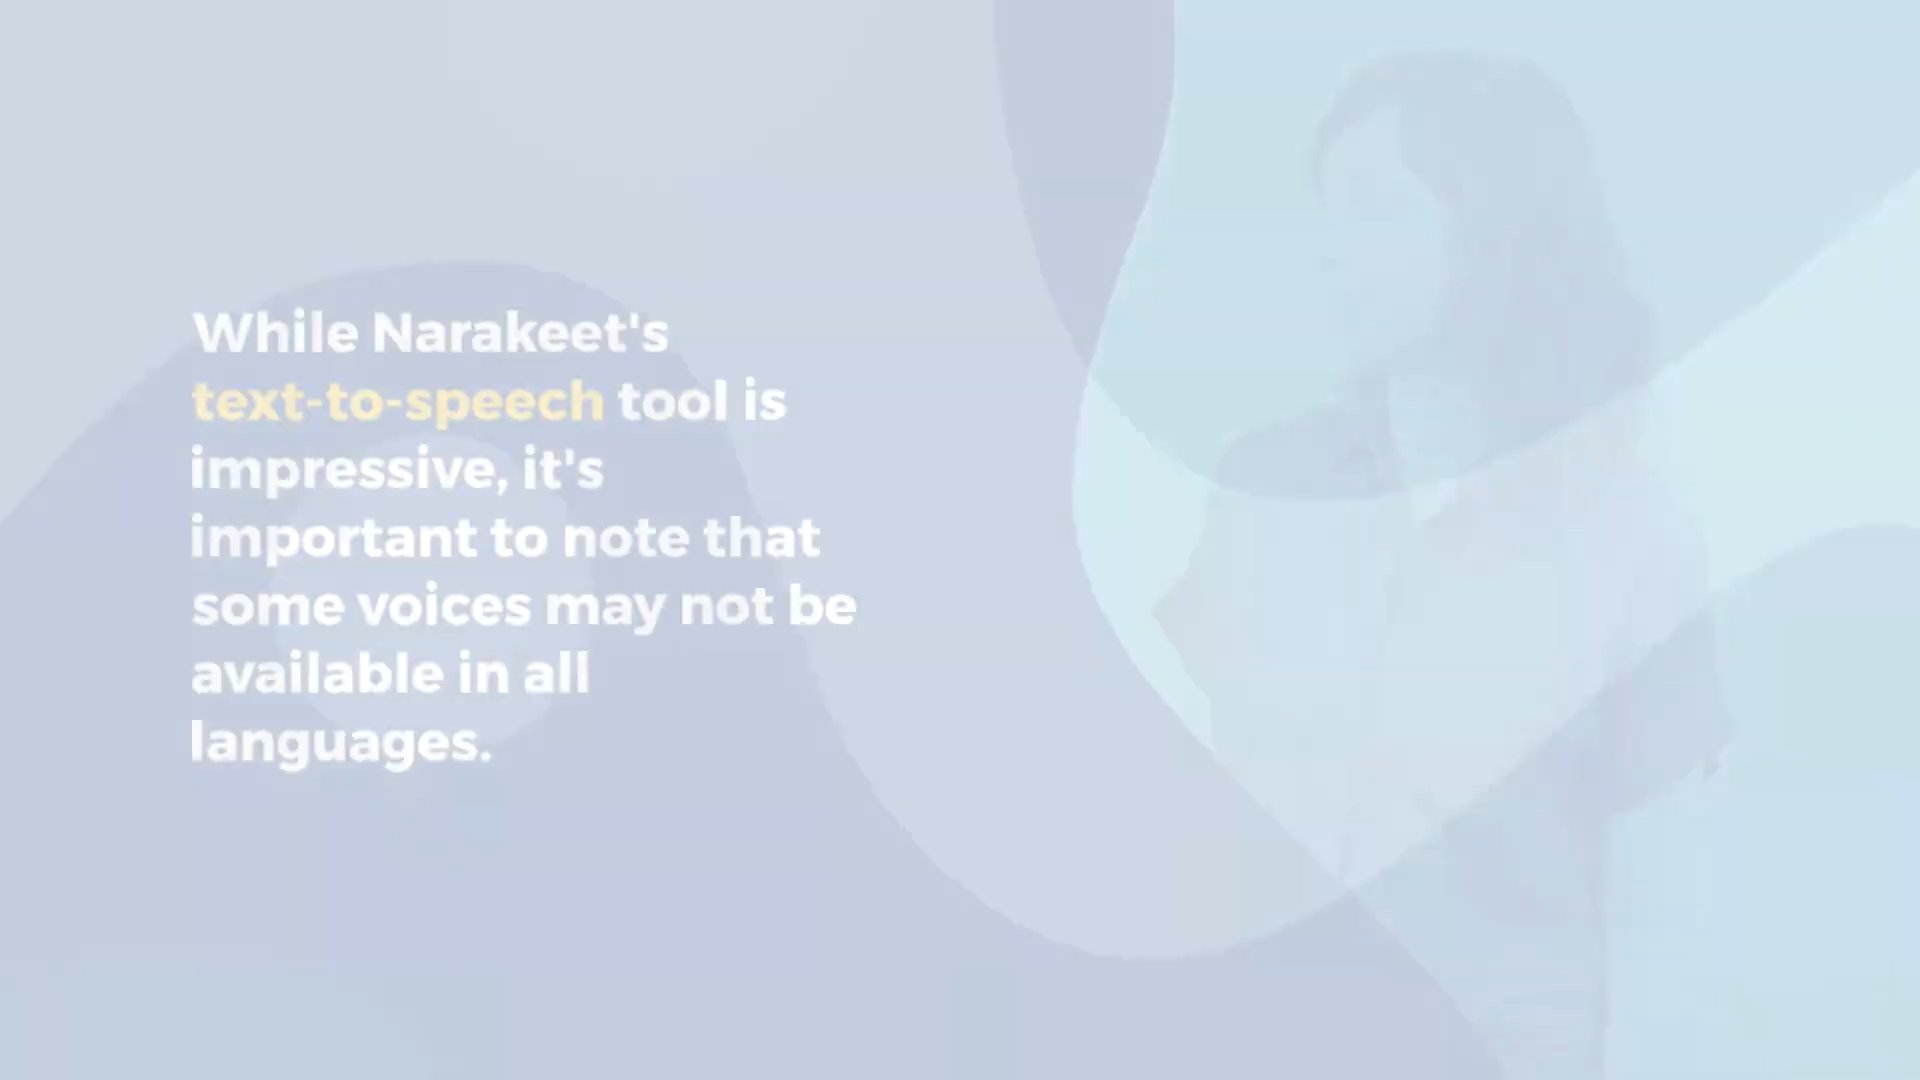 While Narakeet's
text-to-speech tool is
impressive, it's
important to note that
some voices may not be
available in all
languages.